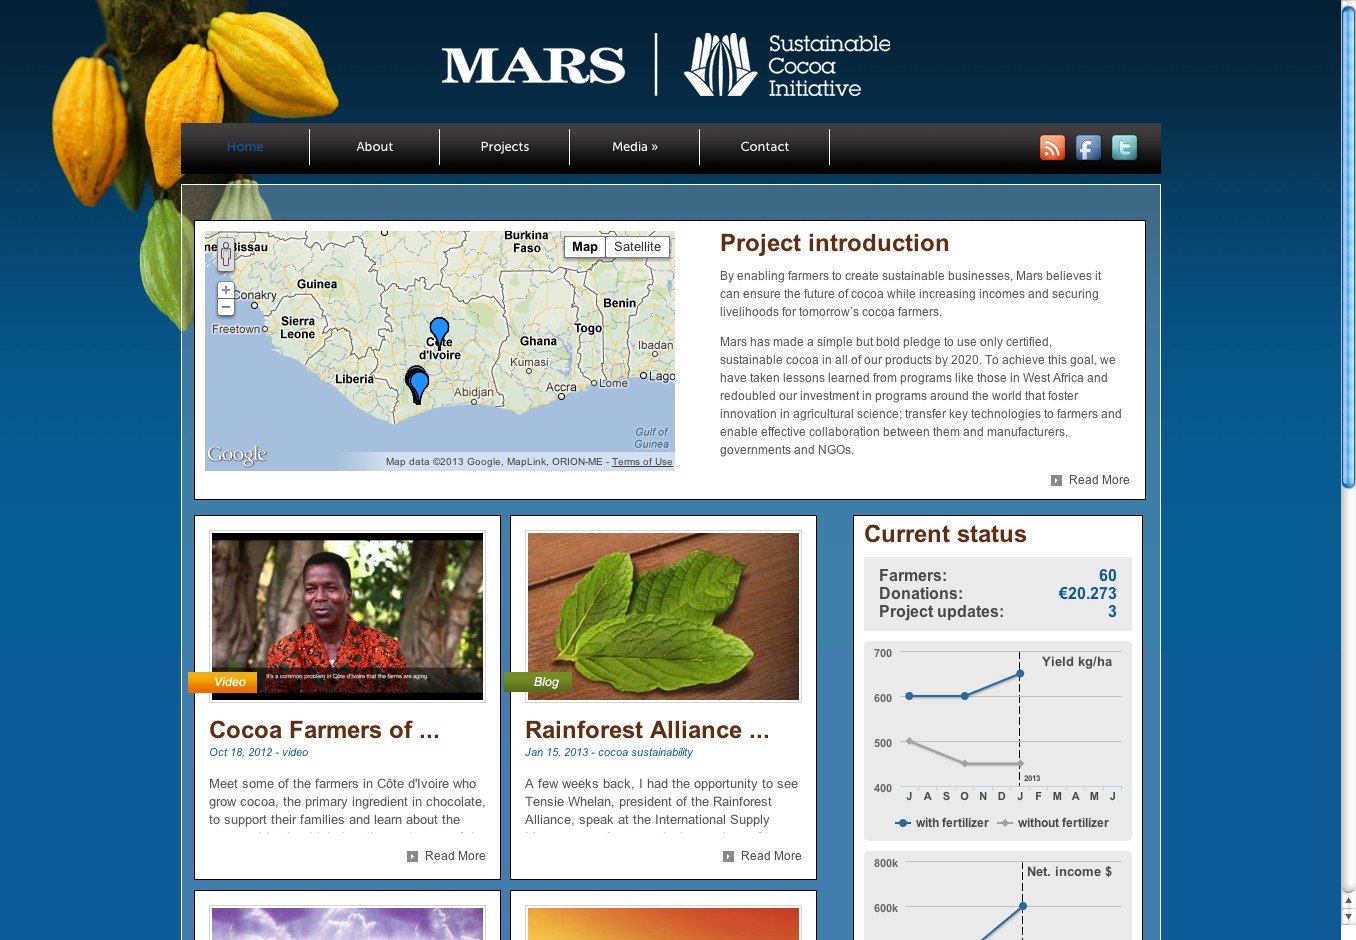 MARS
Sustainable
Cocoa
Initiative
Home
About
Projects
Media »
Contact
Bissau
Burkina
Faso
Map
Satellite
Guinea
Conakry
Benin
Sierra
Leone
Freetown
Togo
Côte
d'Ivoire
Ghana
Ibadan
Kumasi
Liberia
Abidjan
Accra
Lome
Lago
Gulf of
Guinea
Google
Map data ©2013 Google, MapLink, ORION-ME - Terms of Use
Project introduction
By enabling farmers to create sustainable businesses, Mars believes it
can ensure the future of cocoa while increasing incomes and securing
livelihoods for tomorrow's cocoa farmers.
Mars has made a simple but bold pledge to use only certified,
sustainable cocoa in all of our products by 2020. To achieve this goal, we
have taken lessons learned from programs like those in West Africa and
redoubled our investment in programs around the world that foster
innovation in agricultural science; transfer key technologies to farmers and
enable effective collaboration between them and manufacturers,
governments and NGOs.
Read More
It's a common problem in Côte d'Ivoire that the farms are aging.
Video
Cocoa Farmers of ...
Oct 18, 2012 - video
Meet some of the farmers in Côte d'Ivoire who
grow cocoa, the primary ingredient in chocolate,
to support their families and learn about the
Read More
Blog
Rainforest Alliance ...
Jan 15, 2013 - cocoa sustainability
A few weeks back, I had the opportunity to see
Tensie Whelan, president of the Rainforest
Alliance, speak at the International Supply
Read More
Current status
Farmers: 60
Donations: €20.273
Project updates: 3
Yield kg/ha
700
600
500
400
2013
J A S O N D J F M A M J
with fertilizer without fertilizer
Net. income $
800k
600k